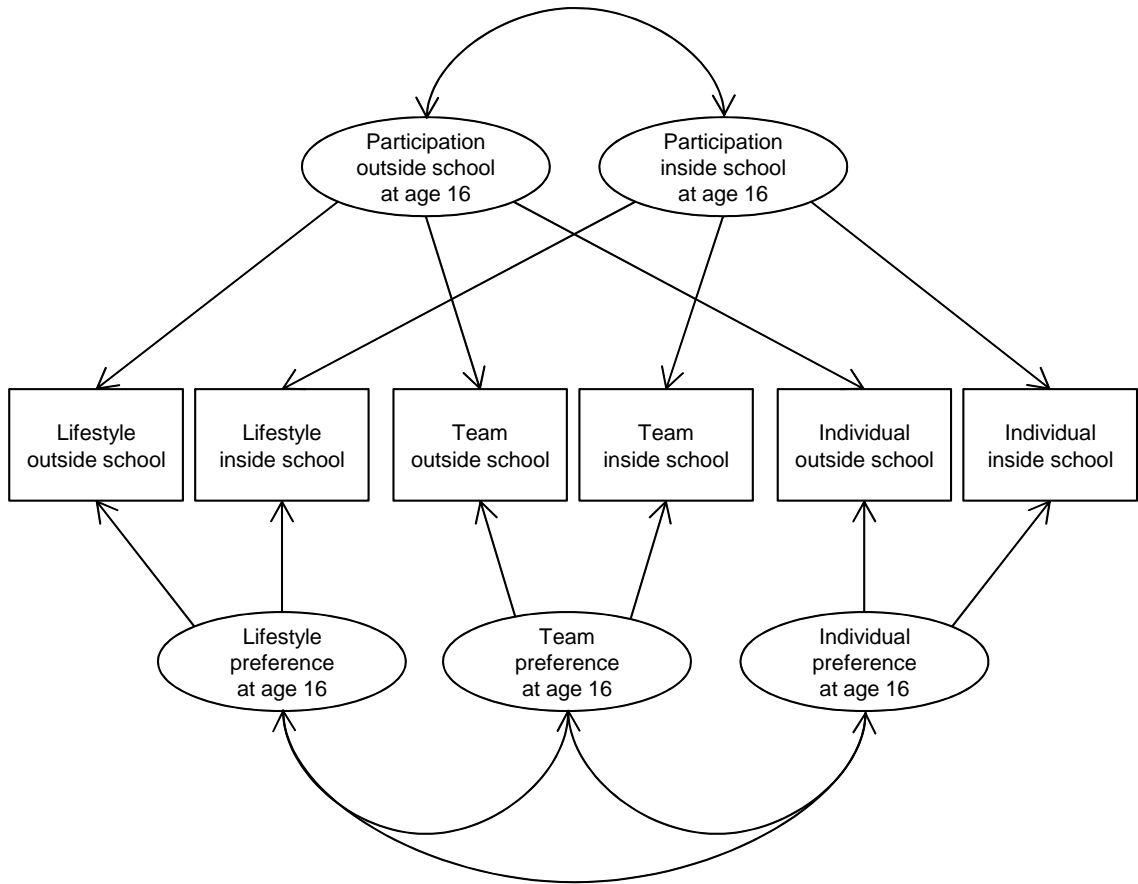 Participation
outside school
at age 16
Participation
inside school
at age 16
Lifestyle
outside school
Lifestyle
inside school
Team
outside school
Team
inside school
Individual
outside school
Individual
inside school
Lifestyle
preference
at age 16
Team
preference
at age 16
Individual
preference
at age 16